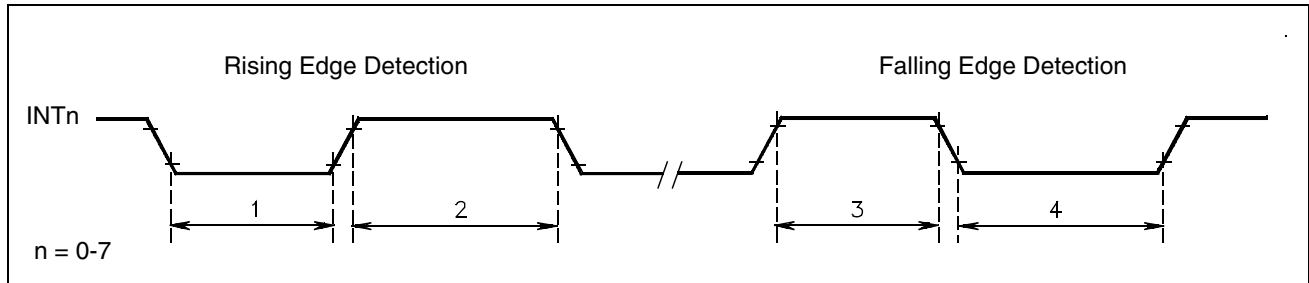 Rising Edge Detection
Falling Edge Detection
INTn
1
2
3
4
n = 0-7